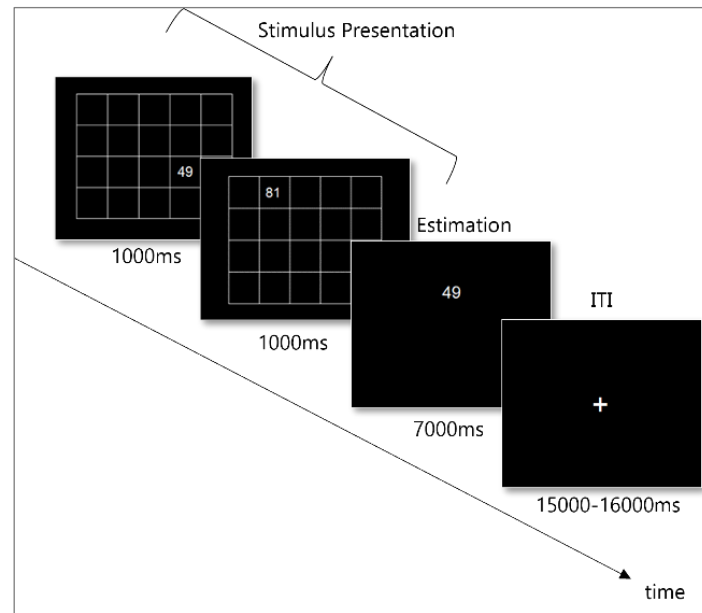 Stimulus Presentation
49
1000ms
81
1000ms
Estimation
49
7000ms
ITI
+
15000-16000ms
time